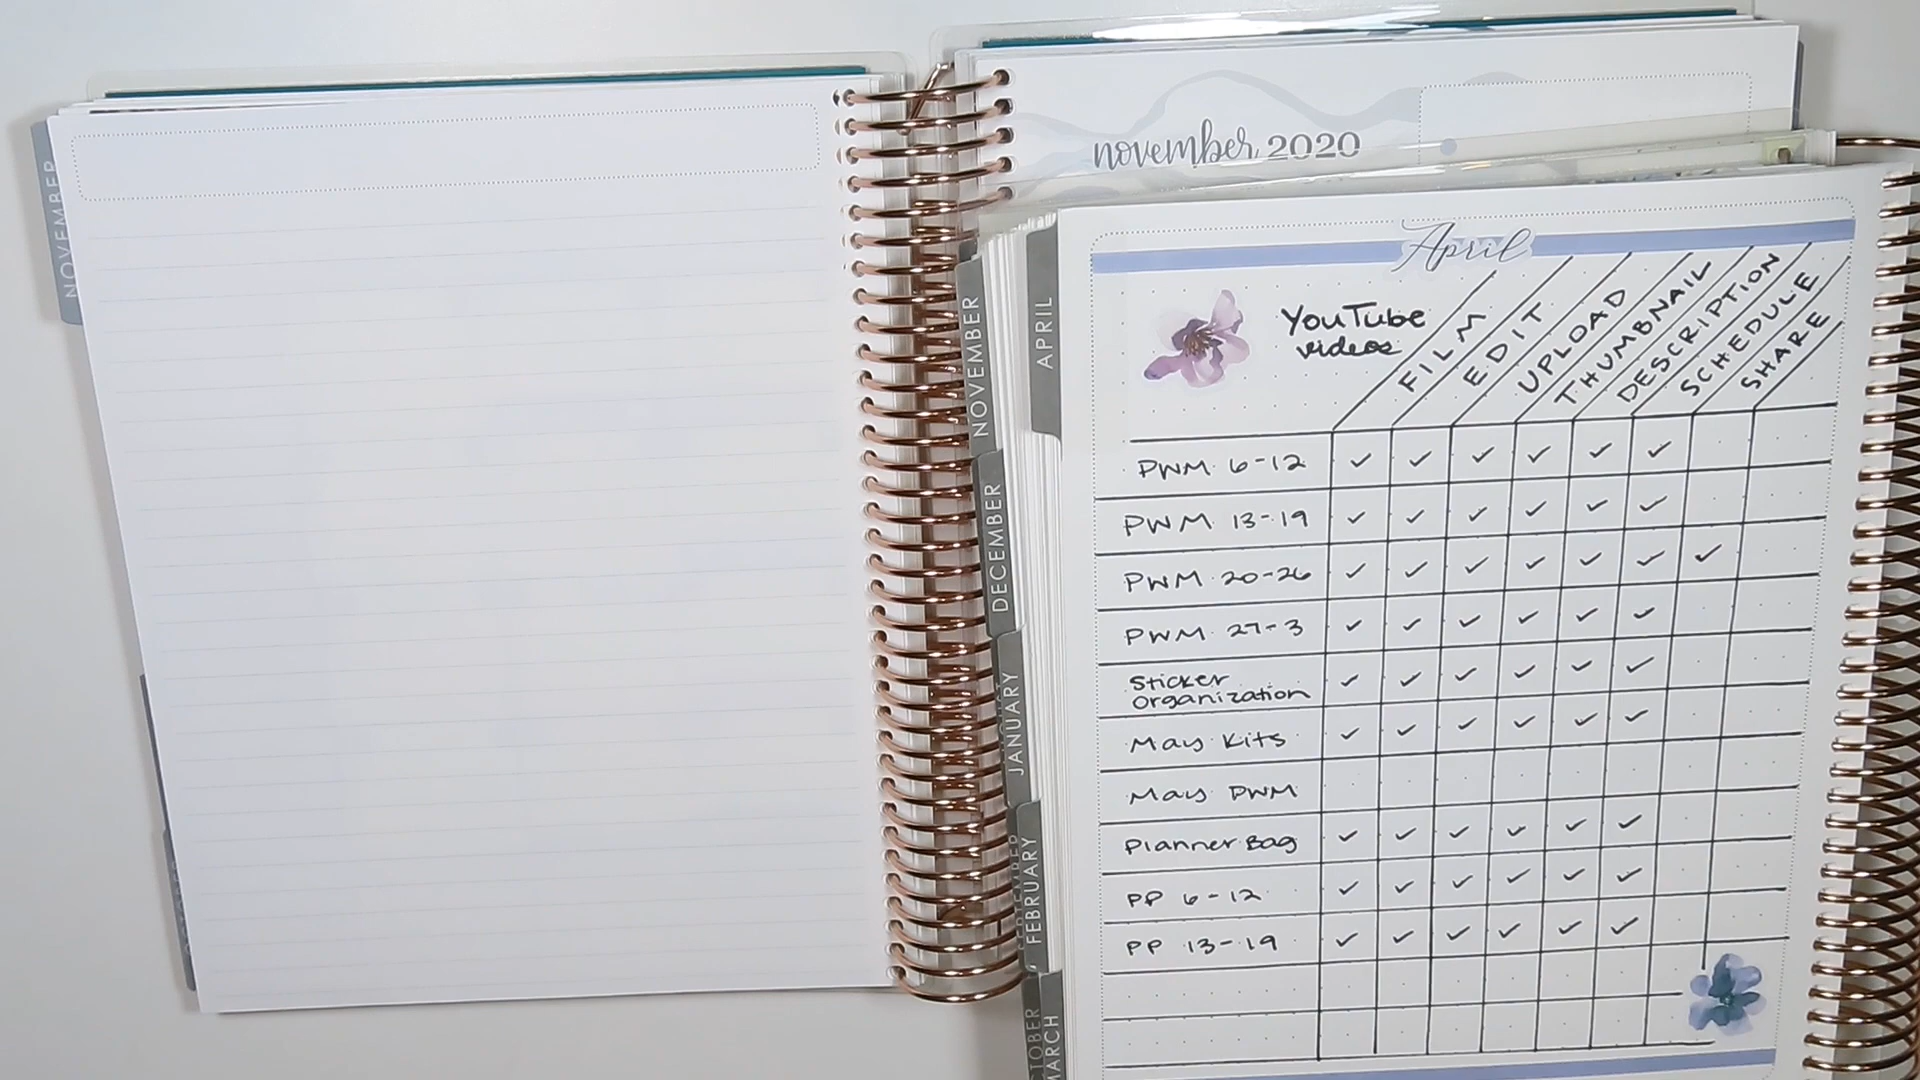 NOVEMBER
november 2020
April
YouTube
videos
FILM
EDIT
UPLOAD
THUMBNAIL
DESCRIPTION
SCHEDULE
SHARE
PWM 6-12 ✓ ✓ ✓ ✓ ✓ ✓
PWM 13-19 ✓ ✓ ✓ ✓ ✓ ✓
PWM 20-26 ✓ ✓ ✓ ✓ ✓ ✓ ✓
PWM 27-3 ✓ ✓ ✓ ✓ ✓ ✓
Sticker
Organization ✓ ✓ ✓ ✓ ✓ ✓
May Kits ✓ ✓ ✓ ✓ ✓ ✓
May PWM
Planner Bag ✓ ✓ ✓ ✓ ✓ ✓
PP 6-12 ✓ ✓ ✓ ✓ ✓ ✓
PP 13-19 ✓ ✓ ✓ ✓ ✓ ✓
APRIL
NOVEMBER
DECEMBER
JANUARY
FEBRUARY
MARCH